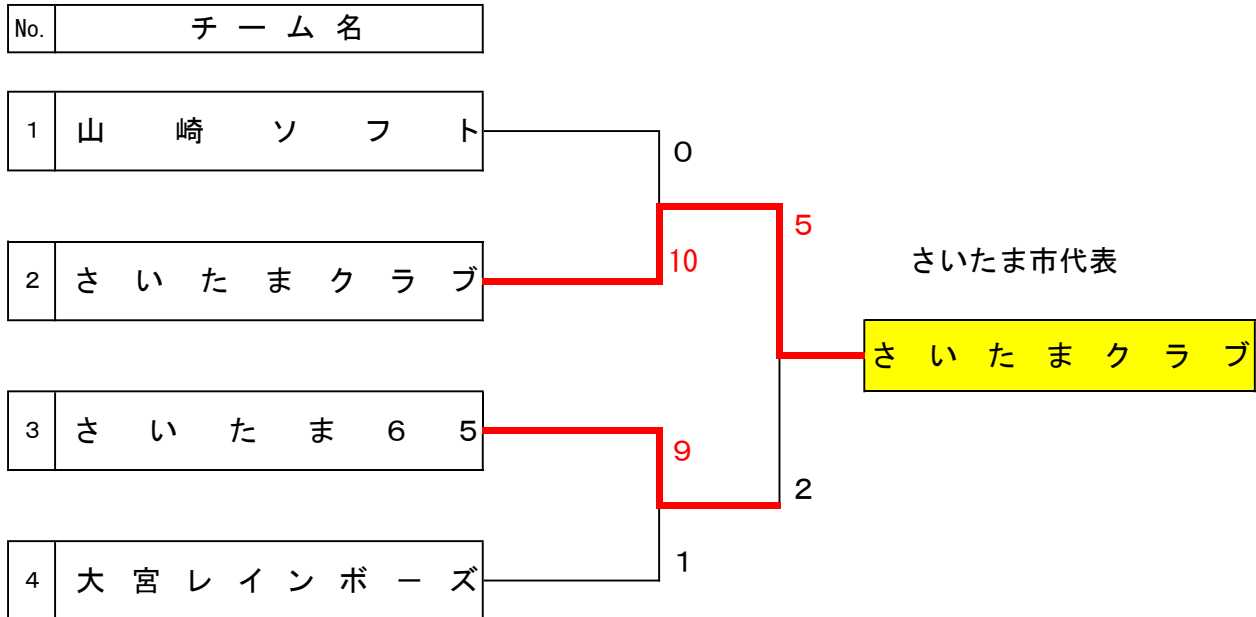 No. チーム名
1 山崎ソフト
0
5
2 さいたまクラブ
10
さいたま市代表
さいたまクラブ
3 さいたま６５
9
2
4 大宮レインボーズ
1